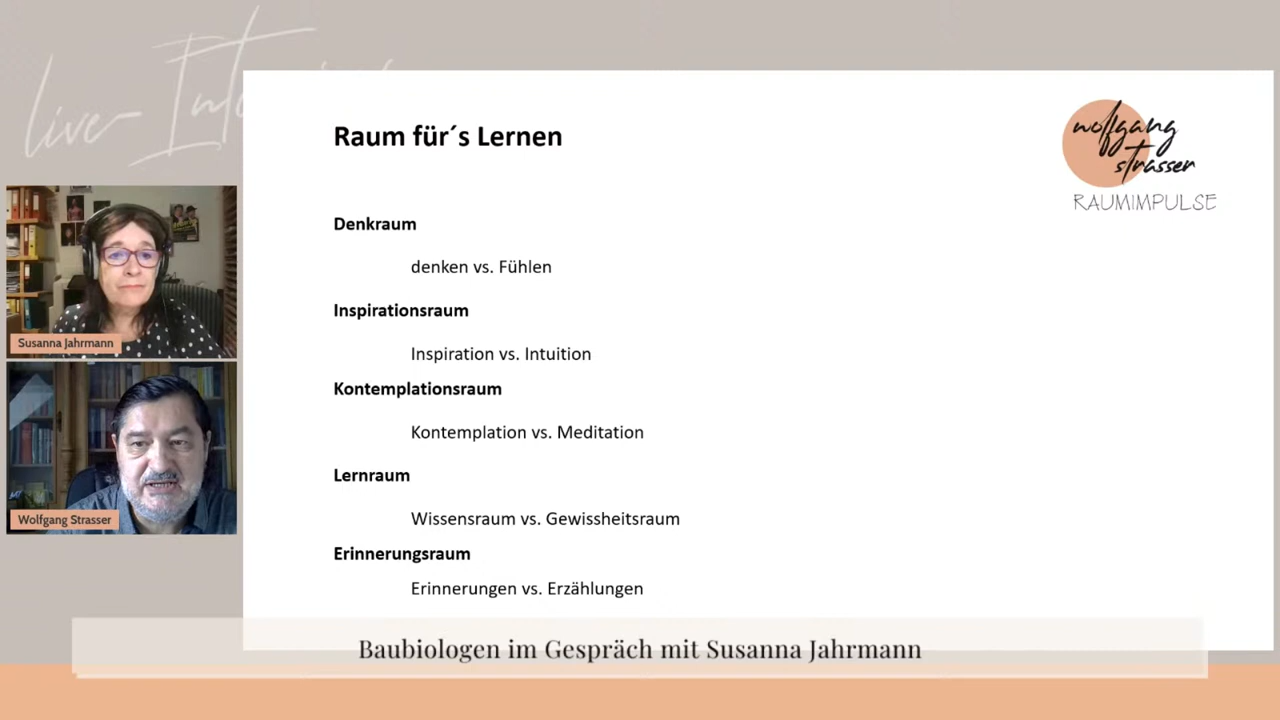 live-
Raum für´s Lernen
wolfgang
strasser
RAUMIMPULSE
Denkraum
denken vs. Fühlen
Inspirationsraum
Inspiration vs. Intuition
Kontemplationsraum
Kontemplation vs. Meditation
Lernraum
Wissensraum vs. Gewissheitsraum
Erinnerungsraum
Erinnerungen vs. Erzählungen
Susanna Jahrmann
Wolfgang Strasser
Baubiologen im Gespräch mit Susanna Jahrmann